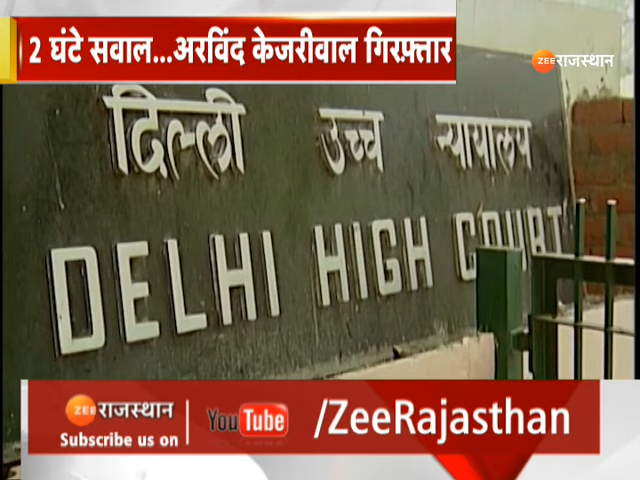 2 घंटे सवाल...अरविंद केजरीवाल गिरफ़्तार
ZEE राजस्थान
दिल्ली उच्च न्यायालय
DELHI HIGH COURT
ZEE राजस्थान
Subscribe us on
YouTube
/ZeeRajasthan